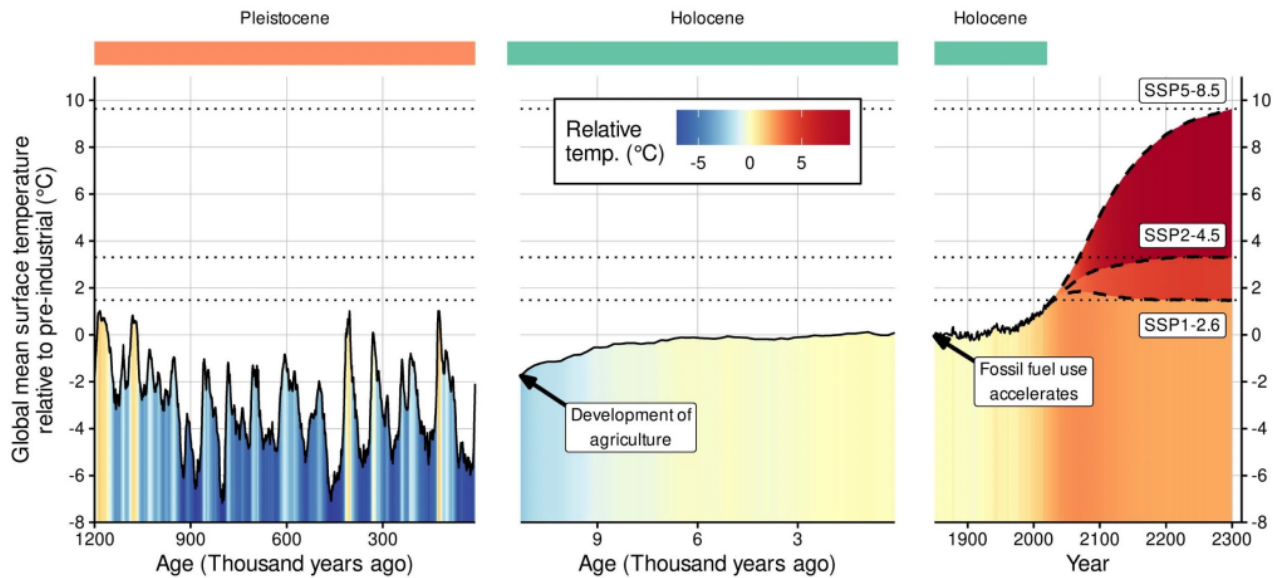 Pleistocene
Holocene
Holocene
Global mean surface temperature
relative to pre-industrial (°C)
10
8
6
4
2
0
-2
-4
-6
-8
1200
900
600
300
Age (Thousand years ago)
Relative
temp. (°C)
-5
0
5
Development of
agriculture
9
6
3
Age (Thousand years ago)
SSP5-8.5
SSP2-4.5
SSP1-2.6
Fossil fuel use
accelerates
10
8
6
4
2
0
-2
-4
-6
-8
1900
2000
2100
2200
2300
Year